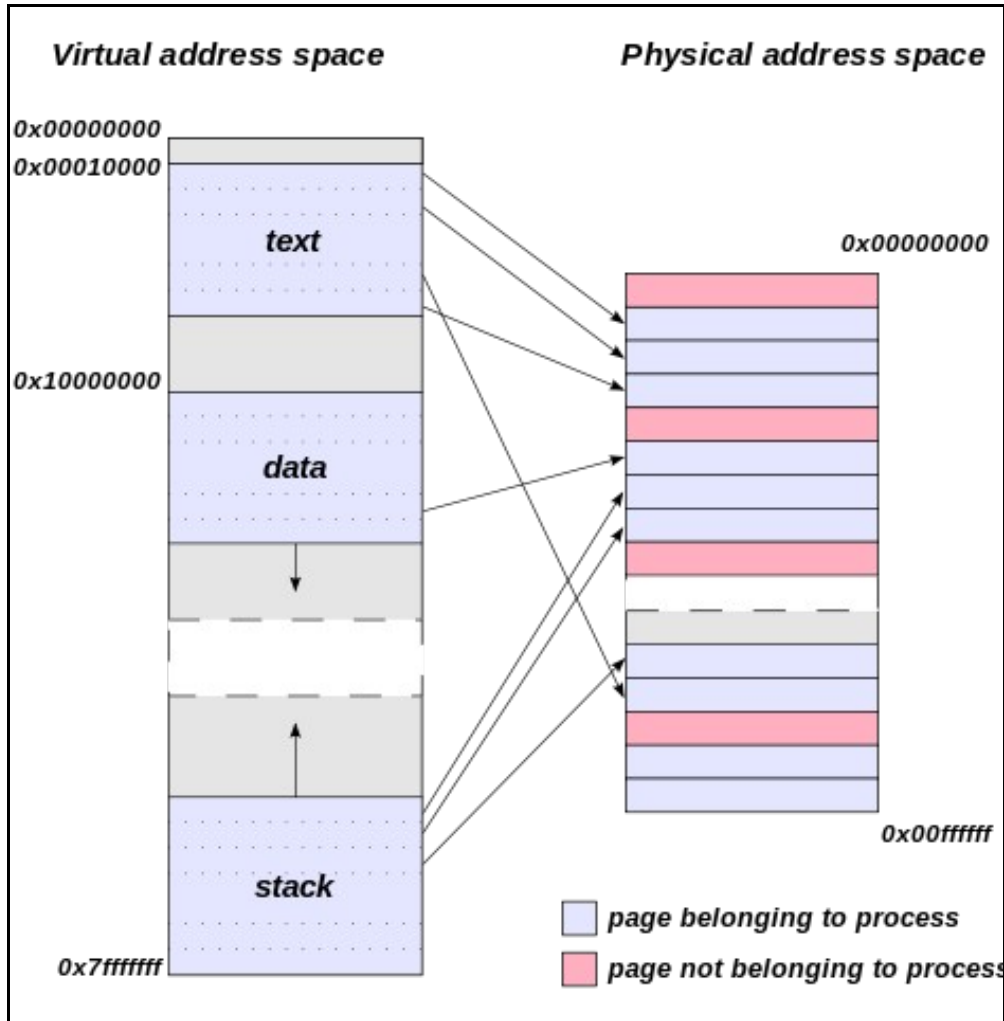 Virtual address space
Physical address space
0x00000000
0x00010000
text
0x00000000
0x10000000
data
stack
0x00ffffff
page belonging to process
0x7fffffff
page not belonging to process